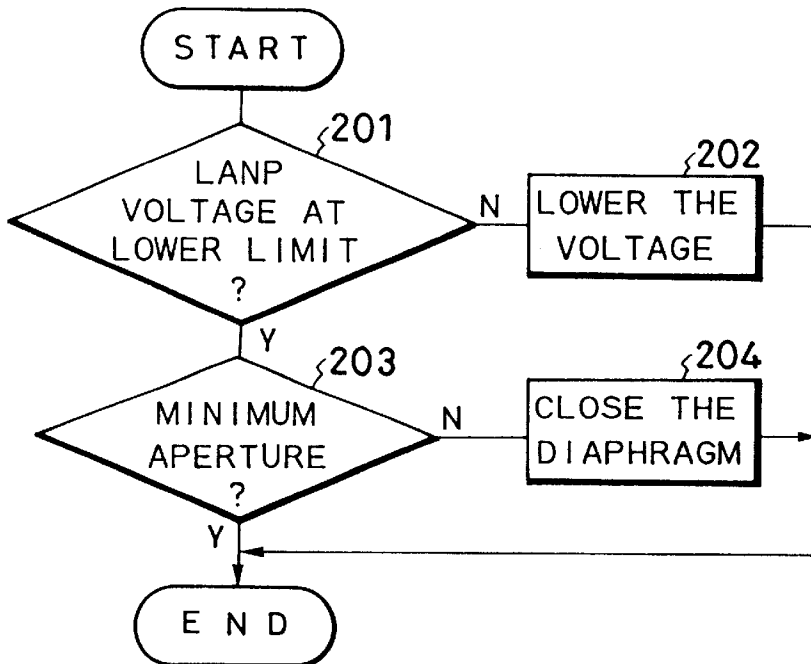 START
201
LANP
VOLTAGE AT
LOWER LIMIT
?
N
202
LOWER THE
VOLTAGE
Y
203
MINIMUM
APERTURE
?
N
204
CLOSE THE
DIAPHRAGM
Y
END